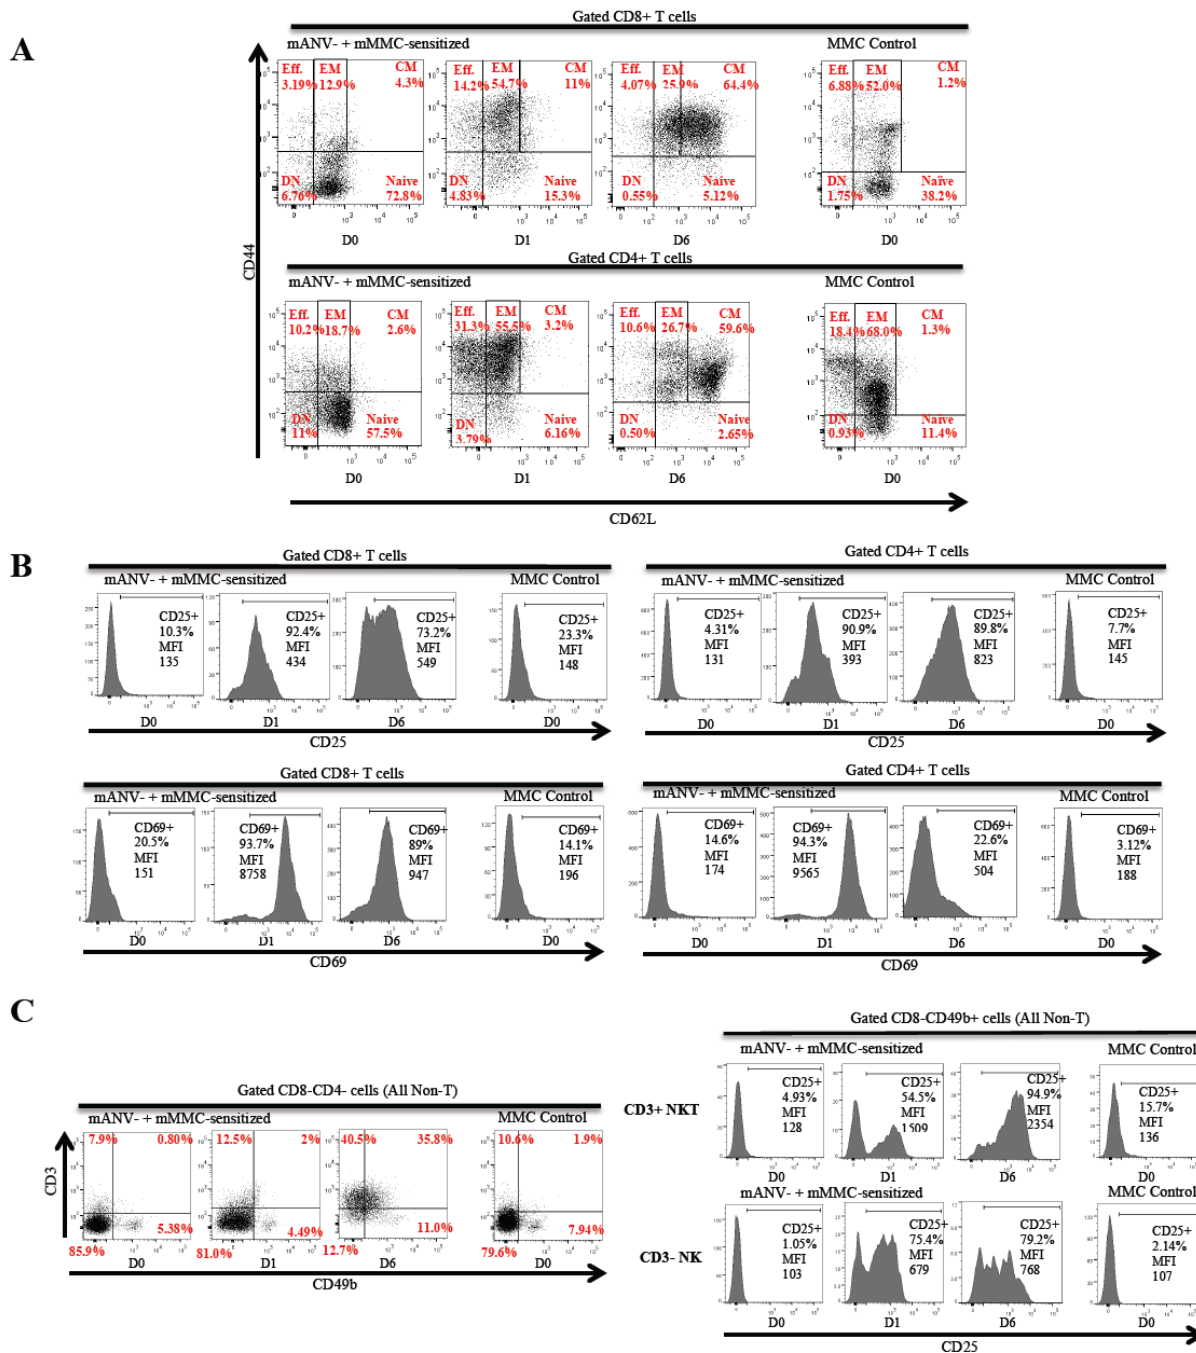 A
Gated CD8+ T cells
mANV- + mMMC-sensitized
MMC Control
Eff. EM CM
3.19% 12.9% 4.3%
DN Naive
6.76% 72.8%
D0
Eff. EM CM
14.2% 54.7% 11%
DN Naive
4.83% 15.3%
D1
Eff. EM CM
4.07% 25.9% 64.4%
DN Naive
0.55% 5.12%
D6
Eff. EM CM
6.88% 52.0% 1.2%
DN Naïve
1.75% 38.2%
D0
CD44
Gated CD4+ T cells
mANV- + mMMC-sensitized
MMC Control
Eff. EM CM
10.2% 18.7% 2.6%
DN Naive
11% 57.5%
D0
Eff. EM CM
31.3% 55.5% 3.2%
DN Naive
3.79% 6.16%
D1
Eff. EM CM
10.6% 26.7% 59.6%
DN Naive
0.50% 2.65%
D6
Eff. EM CM
18.4% 68.0% 1.3%
DN Naive
0.93% 11.4%
D0
CD62L
B
Gated CD8+ T cells
mANV- + mMMC-sensitized
MMC Control
CD25+
10.3%
MFI
135
D0
CD25+
92.4%
MFI
434
D1
CD25+
73.2%
MFI
549
D6
CD25+
23.3%
MFI
148
D0
CD25
Gated CD4+ T cells
mANV- + mMMC-sensitized
MMC Control
CD25+
4.31%
MFI
131
D0
CD25+
90.9%
MFI
393
D1
CD25+
89.8%
MFI
823
D6
CD25+
7.7%
MFI
145
D0
CD25
Gated CD8+ T cells
mANV- + mMMC-sensitized
MMC Control
CD69+
20.5%
MFI
151
D0
CD69+
93.7%
MFI
8758
D1
CD69+
89%
MFI
947
D6
CD69+
14.1%
MFI
196
D0
CD69
Gated CD4+ T cells
mANV- + mMMC-sensitized
MMC Control
CD69+
14.6%
MFI
174
D0
CD69+
94.3%
MFI
9565
D1
CD69+
22.6%
MFI
504
D6
CD69+
3.12%
MFI
188
D0
CD69
C
Gated CD8-CD4- cells (All Non-T)
mANV- + mMMC-sensitized
MMC Control
CD3
7.9% 0.80%
5.38%
85.9%
D0
12.5% 2%
4.49%
81.0%
D1
40.5% 35.8%
11.0%
12.7%
D6
10.6% 1.9%
7.94%
79.6%
D0
CD49b
Gated CD8-CD49b+ cells (All Non-T)
mANV- + mMMC-sensitized
MMC Control
CD3+ NKT
CD25+
4.93%
MFI
128
D0
CD25+
54.5%
MFI
1509
D1
CD25+
94.9%
MFI
2354
D6
CD25+
15.7%
MFI
136
D0
mANV- + mMMC-sensitized
MMC Control
CD3- NK
CD25+
1.05%
MFI
103
D0
CD25+
75.4%
MFI
679
D1
CD25+
79.2%
MFI
768
D6
CD25+
2.14%
MFI
107
D0
CD25